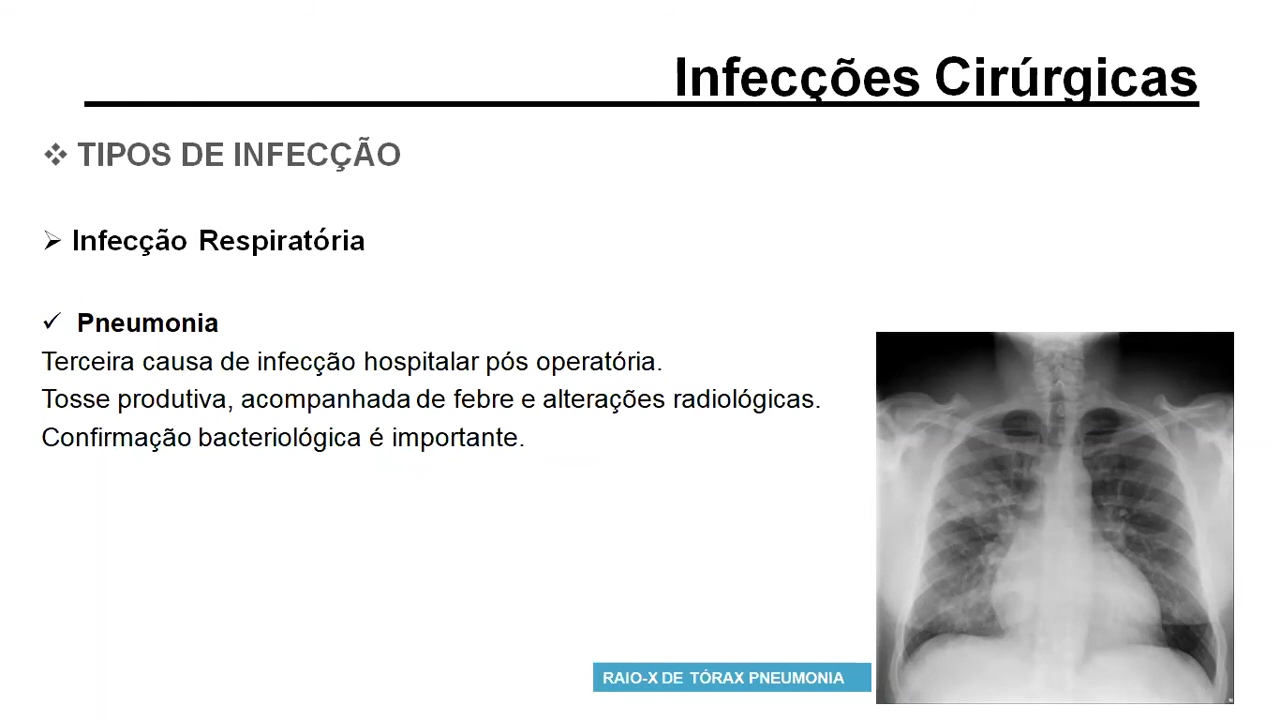 Infecções Cirúrgicas
TIPOS DE INFECÇÃO
Infecção Respiratória
Pneumonia
Terceira causa de infecção hospitalar pós operatória.
Tosse produtiva, acompanhada de febre e alterações radiológicas.
Confirmação bacteriológica é importante.
RAIO-X DE TÓRAX PNEUMONIA